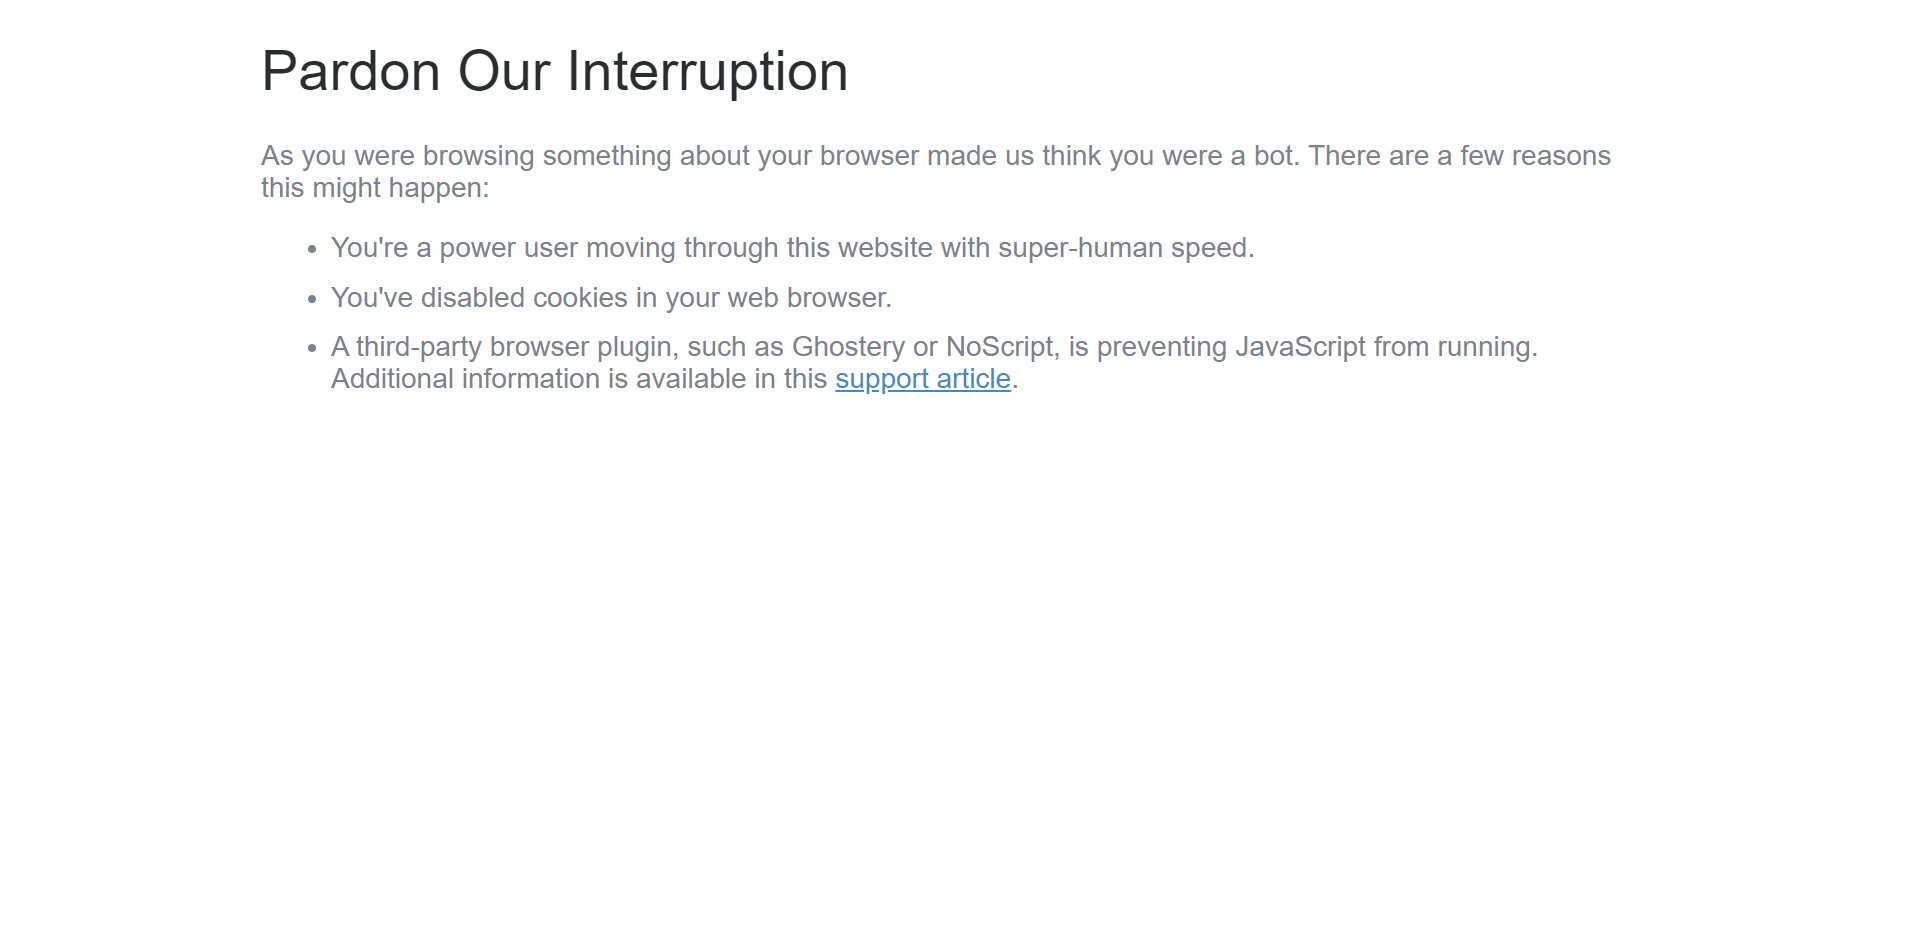 Pardon Our Interruption
As you were browsing something about your browser made us think you were a bot. There are a few reasons
this might happen:
• You're a power user moving through this website with super-human speed.
• You've disabled cookies in your web browser.
• A third-party browser plugin, such as Ghostery or NoScript, is preventing JavaScript from running.
Additional information is available in this support article.